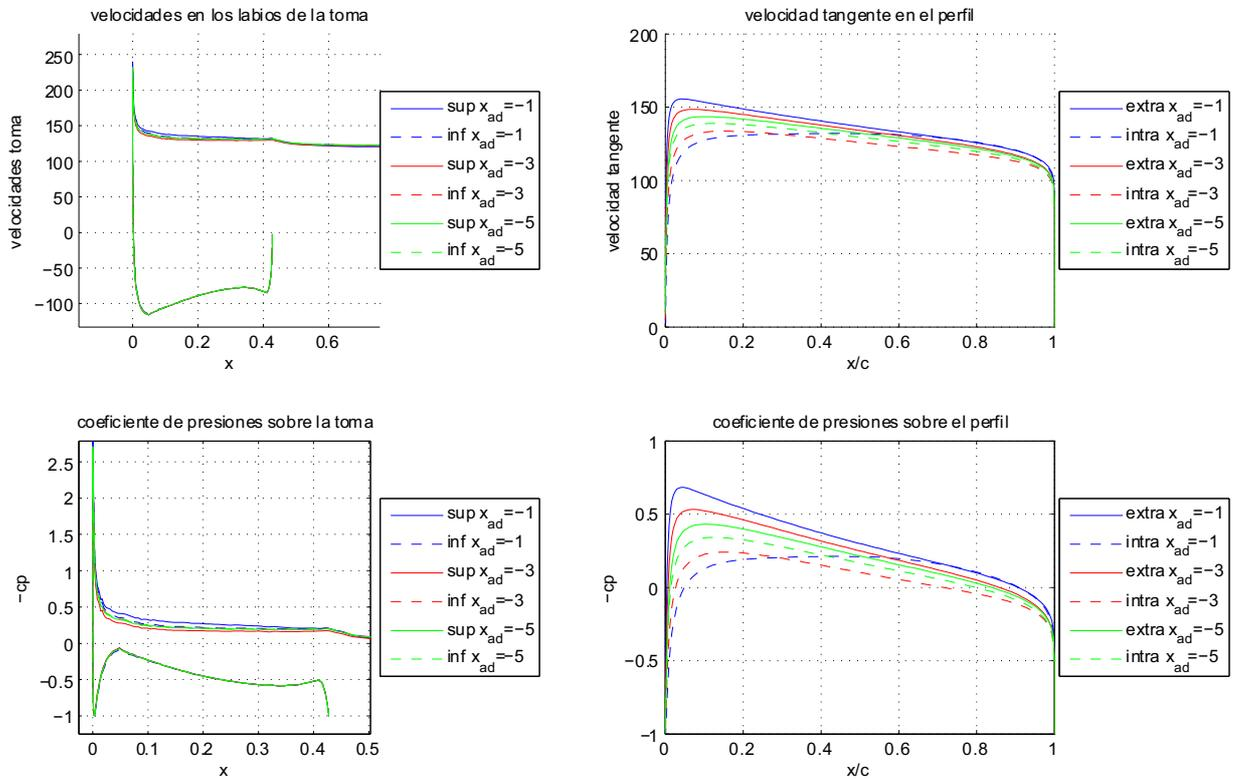 velocidades en los labios de la toma
velocidades toma
250
200
150
100
50
0
−50
−100
0
0.2
0.4
0.6
x
sup x_ad=−1
inf x_ad=−1
sup x_ad=−3
inf x_ad=−3
sup x_ad=−5
inf x_ad=−5
velocidad tangente en el perfil
velocidad tangente
200
150
100
50
0
0
0.2
0.4
0.6
0.8
1
x/c
extra x_ad=−1
intra x_ad=−1
extra x_ad=−3
intra x_ad=−3
extra x_ad=−5
intra x_ad=−5
coeficiente de presiones sobre la toma
−cp
2.5
2
1.5
1
0.5
0
−0.5
−1
0
0.1
0.2
0.3
0.4
0.5
x
sup x_ad=−1
inf x_ad=−1
sup x_ad=−3
inf x_ad=−3
sup x_ad=−5
inf x_ad=−5
coeficiente de presiones sobre el perfil
−cp
1
0.5
0
−0.5
−1
0
0.2
0.4
0.6
0.8
1
x/c
extra x_ad=−1
intra x_ad=−1
extra x_ad=−3
intra x_ad=−3
extra x_ad=−5
intra x_ad=−5